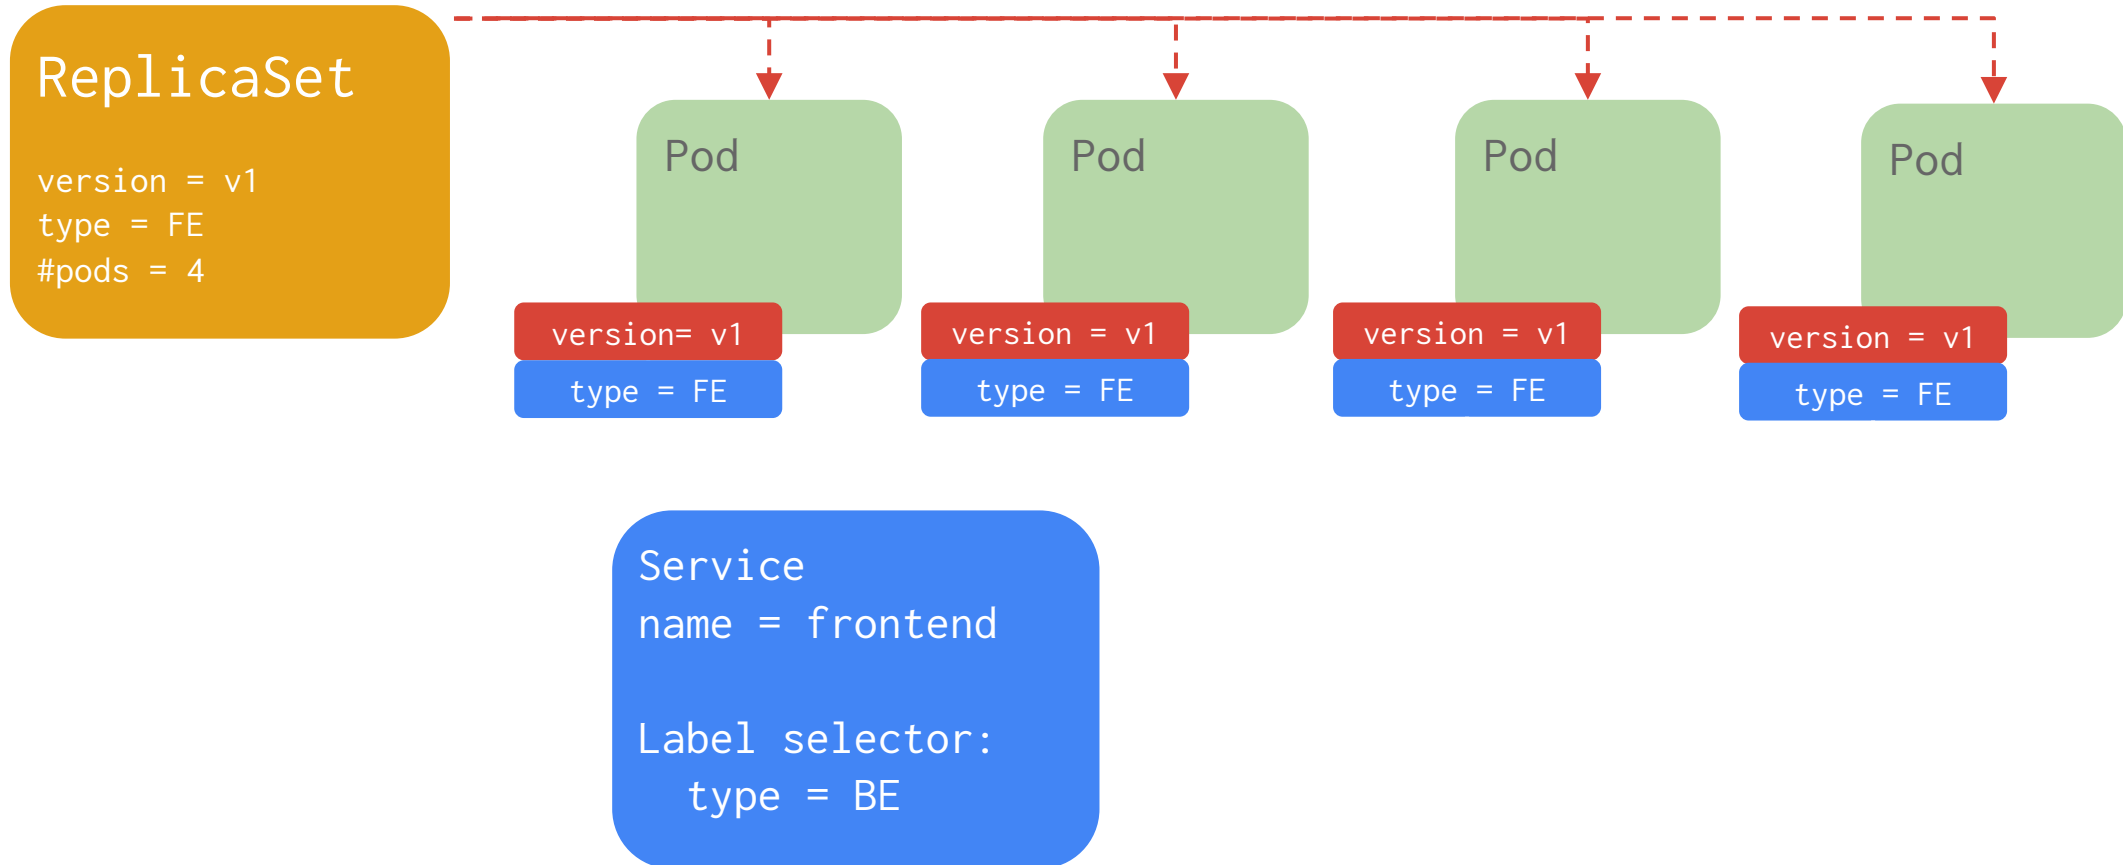 ReplicaSet
version = v1
type = FE
#pods = 4
Pod
version= v1
type = FE
Pod
version = v1
type = FE
Pod
version = v1
type = FE
Pod
version = v1
type = FE
Service
name = frontend
Label selector:
type = BE